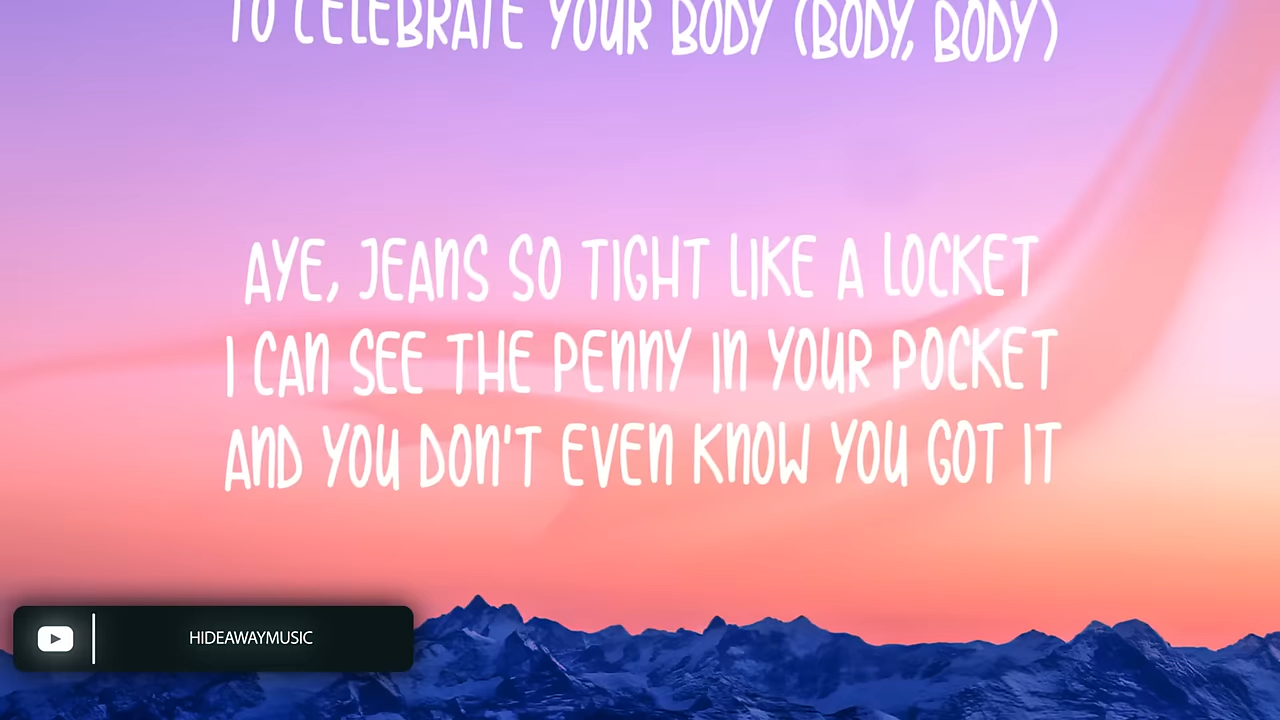 TO CELEBRATE YOUR BODY (BODY, BODY)
AYE, JEANS SO TIGHT LIKE A LOCKET
I CAN SEE THE PENNY IN YOUR POCKET
AND YOU DON'T EVEN KNOW YOU GOT IT
HIDEAWAYMUSIC